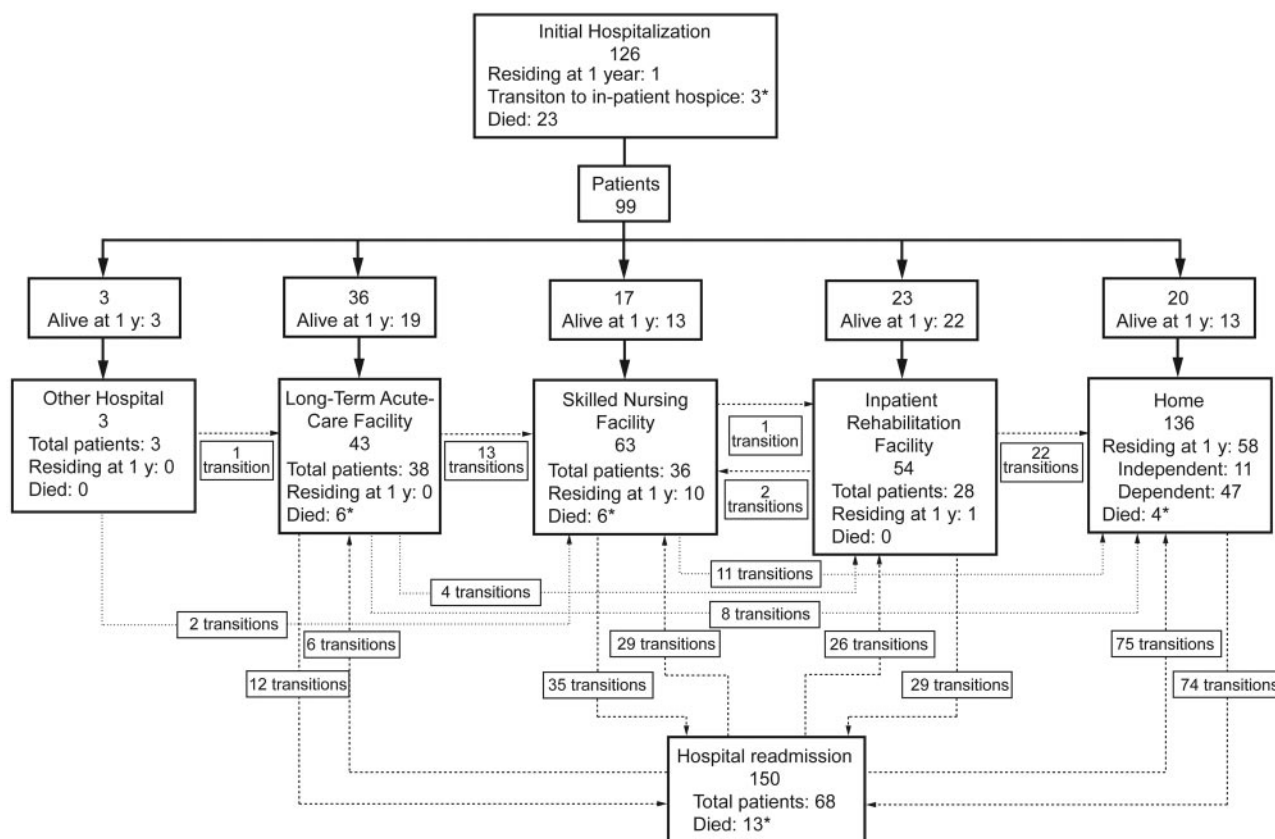 Initial Hospitalization
126
Residing at 1 year: 1
Transiton to in-patient hospice: 3*
Died: 23
Patients
99
3
Alive at 1 y: 3
36
Alive at 1 y: 19
17
Alive at 1 y: 13
23
Alive at 1 y: 22
20
Alive at 1 y: 13
Other Hospital
3
Total patients: 3
Residing at 1 y: 0
Died: 0
1
transition
Long-Term Acute-
Care Facility
43
Total patients: 38
Residing at 1 y: 0
Died: 6*
13
transitions
Skilled Nursing
Facility
63
Total patients: 36
Residing at 1 y: 10
Died: 6*
1
transition
2
transitions
Inpatient
Rehabilitation
Facility
54
Total patients: 28
Residing at 1 y: 1
Died: 0
22
transitions
Home
136
Residing at 1 y: 58
Independent: 11
Dependent: 47
Died: 4*
11 transitions
4 transitions
8 transitions
2 transitions
6 transitions
29 transitions
26 transitions
75 transitions
12 transitions
35 transitions
29 transitions
74 transitions
Hospital readmission
150
Total patients: 68
Died: 13*